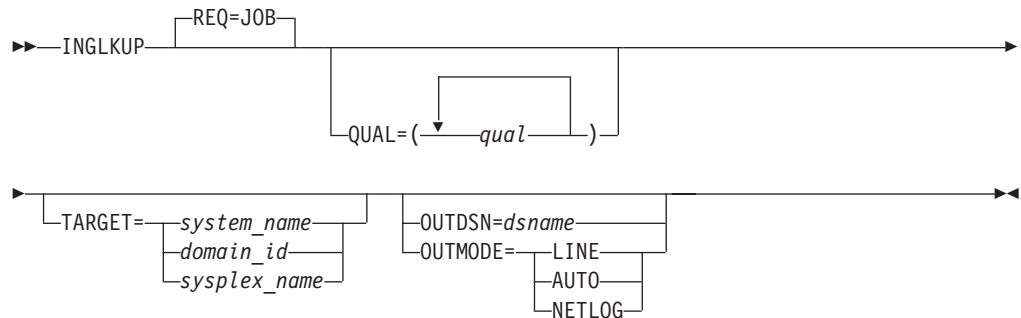 REQ=JOB
INGLKUP
QUAL=( qual )
TARGET= system_name
domain_id
sysplex_name
OUTDSN=dsname
OUTMODE= LINE
AUTO
NETLOG